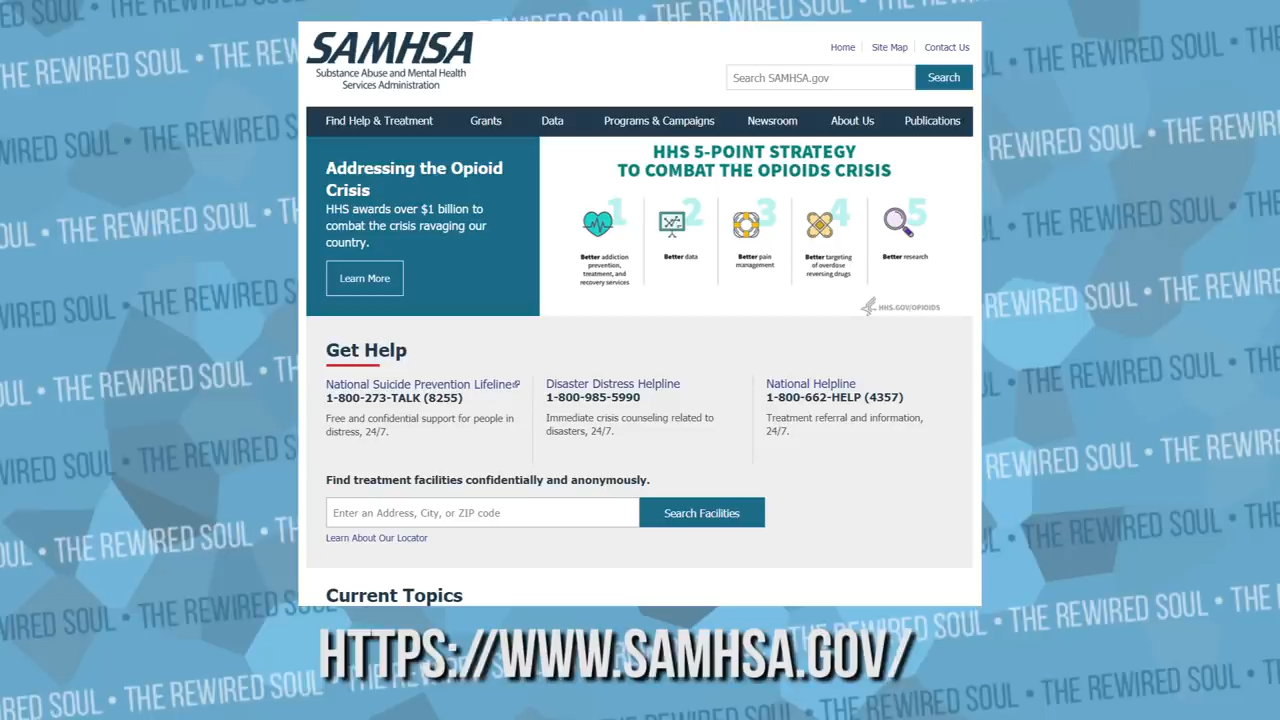 SAMHSA
Substance Abuse and Mental Health
Services Administration
Home
Site Map
Contact Us
Search SAMHSA.gov
Search
Find Help & Treatment
Grants
Data
Programs & Campaigns
Newsroom
About Us
Publications
Addressing the Opioid
Crisis
HHS awards over $1 billion to
combat the crisis ravaging our
country.
Learn More
HHS 5-POINT STRATEGY
TO COMBAT THE OPIOIDS CRISIS
1
Better addiction
prevention,
treatment, and
recovery services
2
Better data
3
Better pain
management
4
Better targeting
of overdose
reversing drugs
5
Better research
HHS.GOV/OPIOIDS
Get Help
National Suicide Prevention Lifeline
1-800-273-TALK (8255)
Free and confidential support for people in
distress, 24/7.
Disaster Distress Helpline
1-800-985-5990
Immediate crisis counseling related to
disasters, 24/7.
National Helpline
1-800-662-HELP (4357)
Treatment referral and information,
24/7.
Find treatment facilities confidentially and anonymously.
Enter an Address, City, or ZIP code
Search Facilities
Learn About Our Locator
Current Topics
HTTPS://WWW.SAMHSA.GOV/
THE REWIRED SOUL • THE REWIRED SOUL